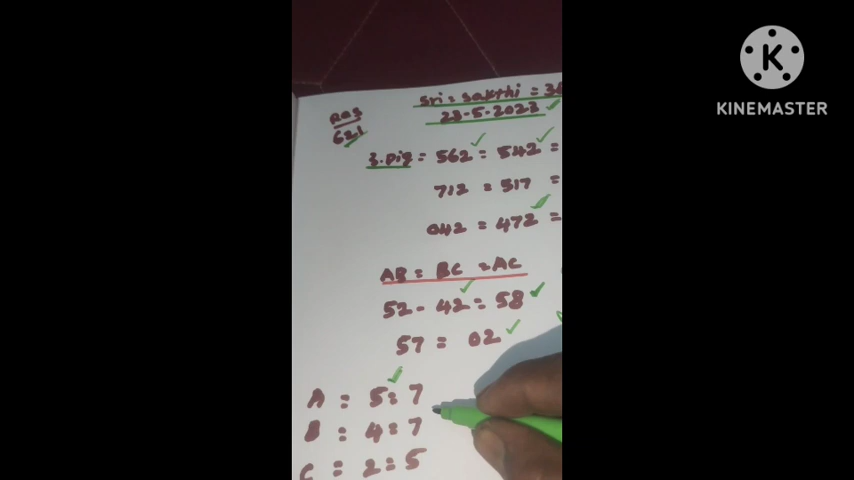 KINEMASTER
Sri = Sakthi = 36
23-5-2023
Res
621
3.Dig = 562 = 542 =
712 = 517 =
042 = 472 =
AB = BC = AC
52 - 42 = 58
57 = 02
A = 5 = 7
B = 4 = 7
C = 2 = 5